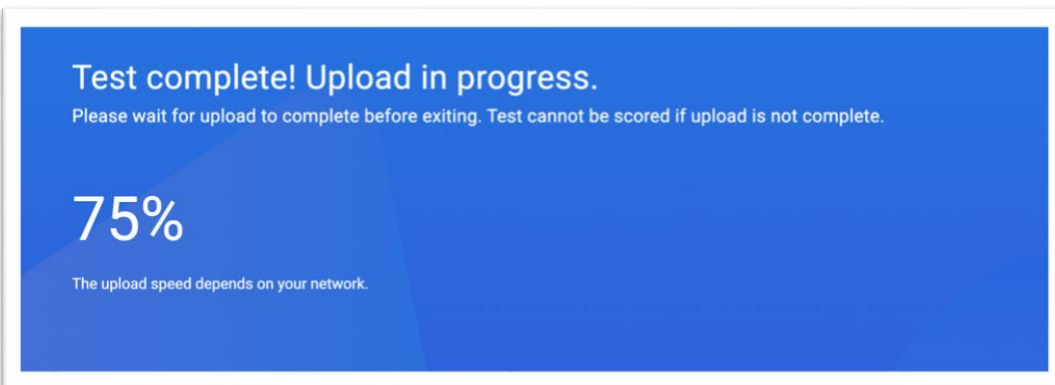 Test complete! Upload in progress.
Please wait for upload to complete before exiting. Test cannot be scored if upload is not complete.
75%
The upload speed depends on your network.